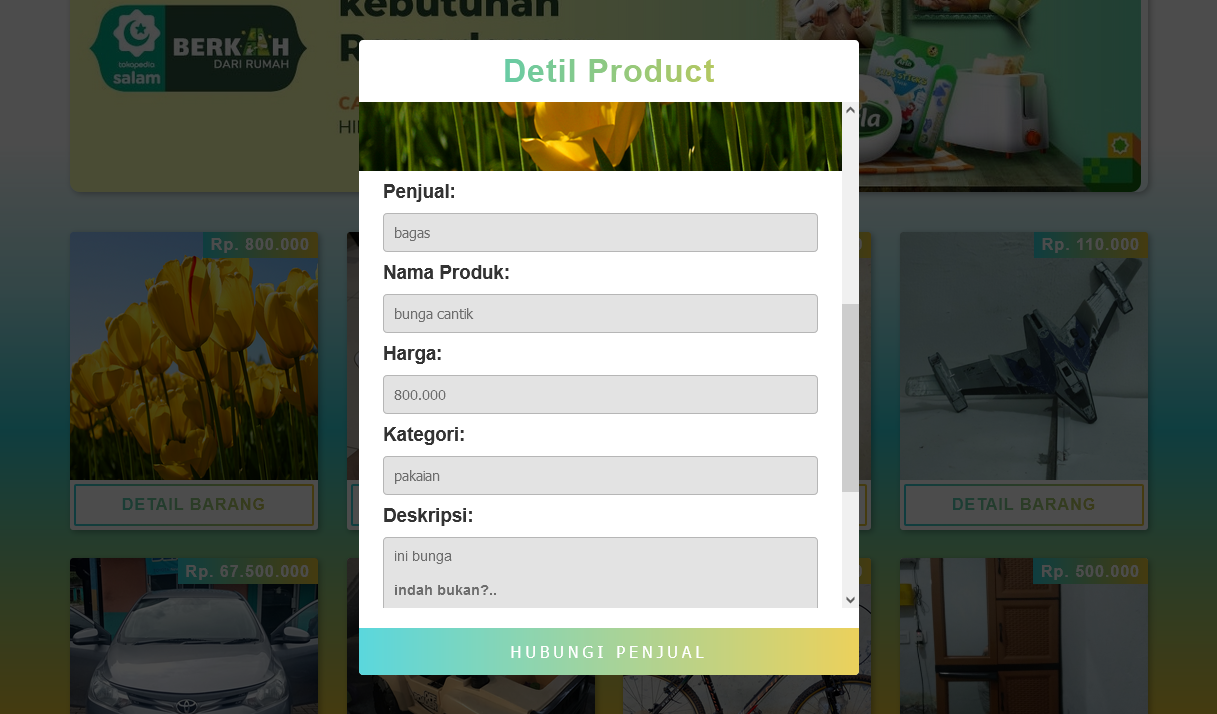 kebutuhan
BERKAH
DARI RUMAH
tokopedia
salam
Detil Product
Penjual:
bagas
Nama Produk:
bunga cantik
Harga:
800.000
Kategori:
pakaian
Deskripsi:
ini bunga
indah bukan?..
HUBUNGI PENJUAL
Rp. 800.000
Rp. 110.000
DETAIL BARANG
DETAIL BARANG
Rp. 67.500.000
Rp. 500.000